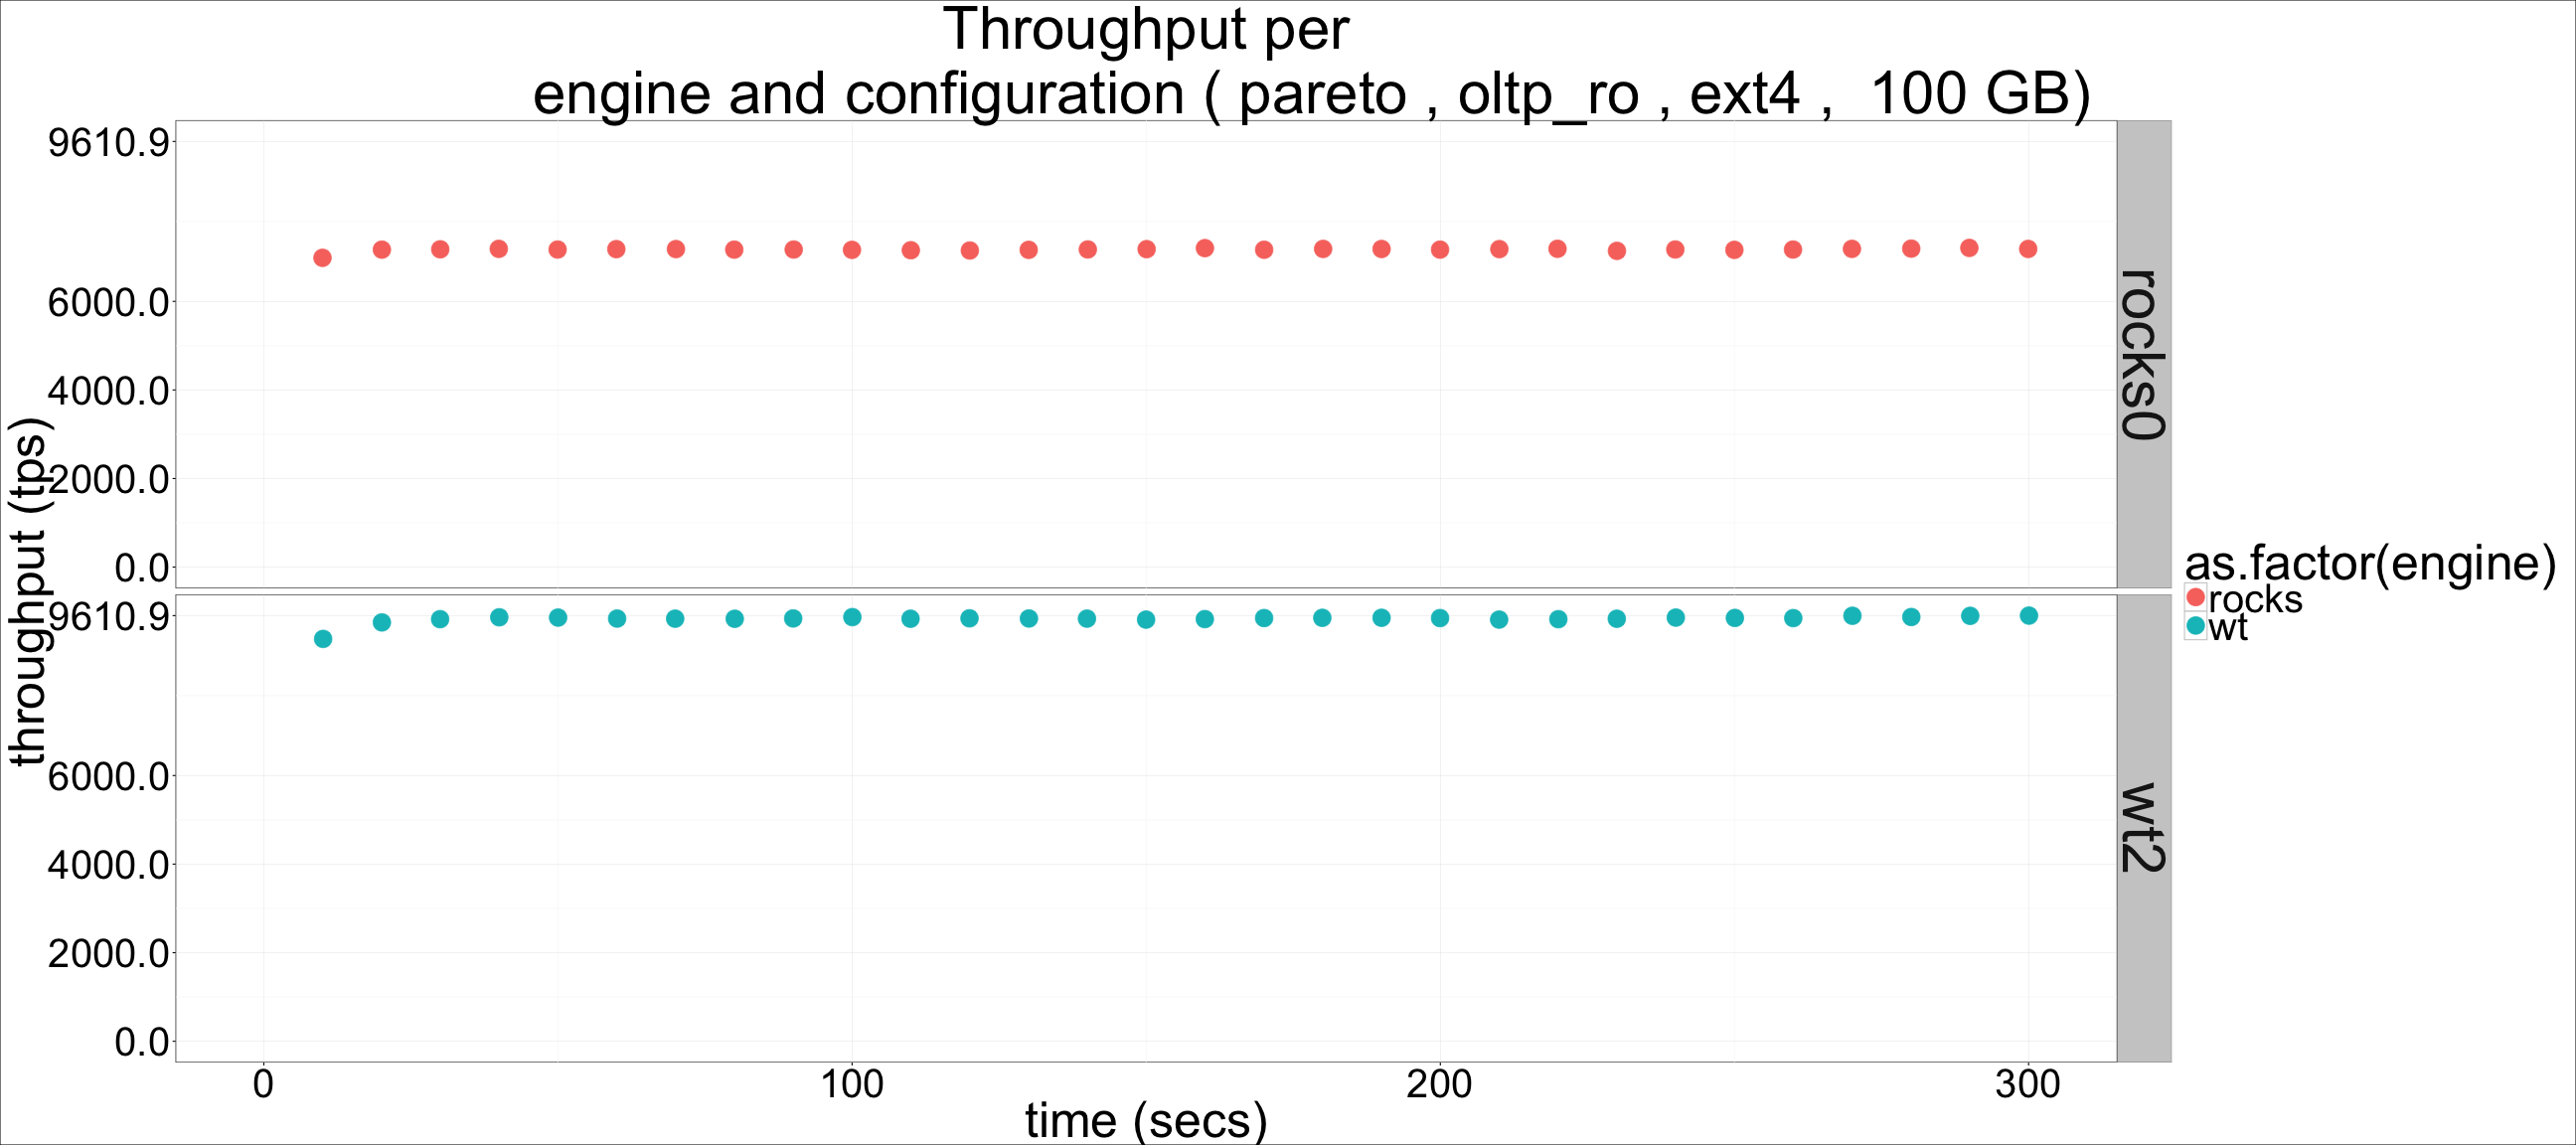 Throughput per
engine and configuration ( pareto , oltp_ro , ext4 ,  100 GB)
throughput (tps)
9610.9
6000.0
4000.0
2000.0
0.0
rocks0
9610.9
6000.0
4000.0
2000.0
0.0
wt2
0 100 200 300
time (secs)
as.factor(engine)
rocks
wt